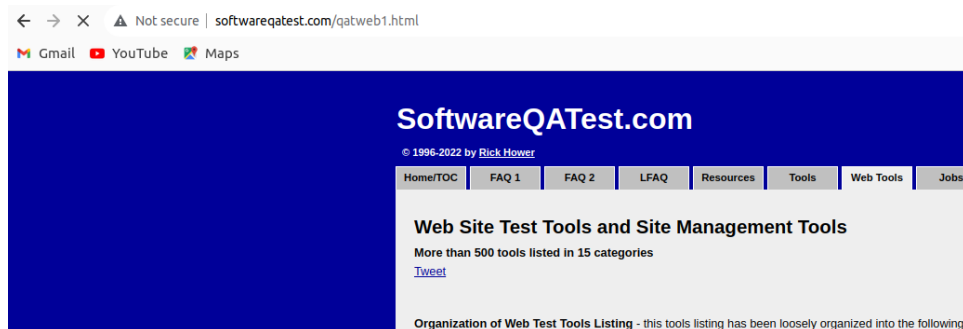 Not secure | softwareqatest.com/qatweb1.html
Gmail YouTube Maps
SoftwareQATest.com
© 1996-2022 by Rick Hower
Home/TOC FAQ 1 FAQ 2 LFAQ Resources Tools Web Tools Jobs
Web Site Test Tools and Site Management Tools
More than 500 tools listed in 15 categories
Tweet
Organization of Web Test Tools Listing - this tools listing has been loosely organized into the following